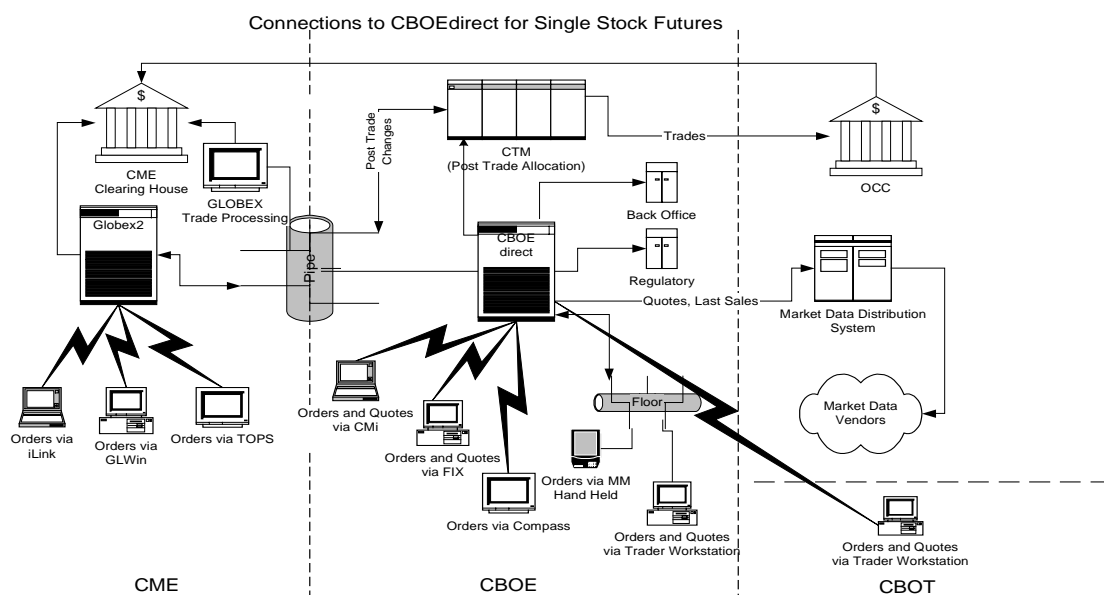 Connections to CBOEdirect for Single Stock Futures
$
CME
Clearing House
GLOBEX
Trade Processing
Globex2
Pipe
Post Trade
Changes
CTM
(Post Trade Allocation)
Trades
$
OCC
CBOE
direct
Back Office
Regulatory
Quotes, Last Sales
Market Data Distribution
System
Market Data
Vendors
Orders via
iLink
Orders via
GLWin
Orders via TOPS
Orders and Quotes
via CMi
Orders and Quotes
via FIX
Orders via Compass
Floor
Orders via MM
Hand Held
Orders and Quotes
via Trader Workstation
Orders and Quotes
via Trader Workstation
CME
CBOE
CBOT